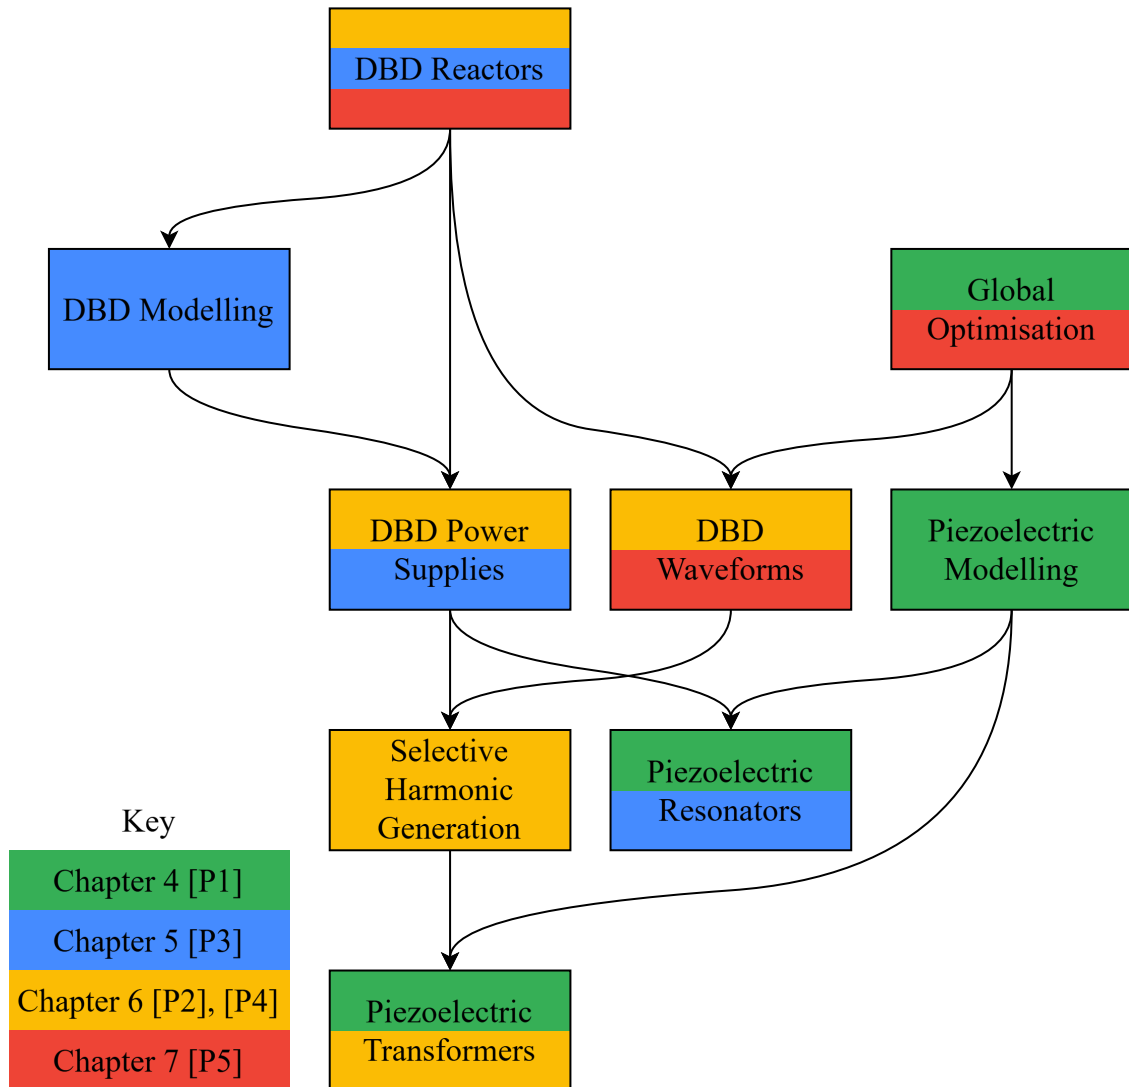 DBD Reactors
DBD Modelling
Global
Optimisation
DBD Power
Supplies
DBD
Waveforms
Piezoelectric
Modelling
Selective
Harmonic
Generation
Piezoelectric
Resonators
Piezoelectric
Transformers
Key
Chapter 4 [P1]
Chapter 5 [P3]
Chapter 6 [P2], [P4]
Chapter 7 [P5]